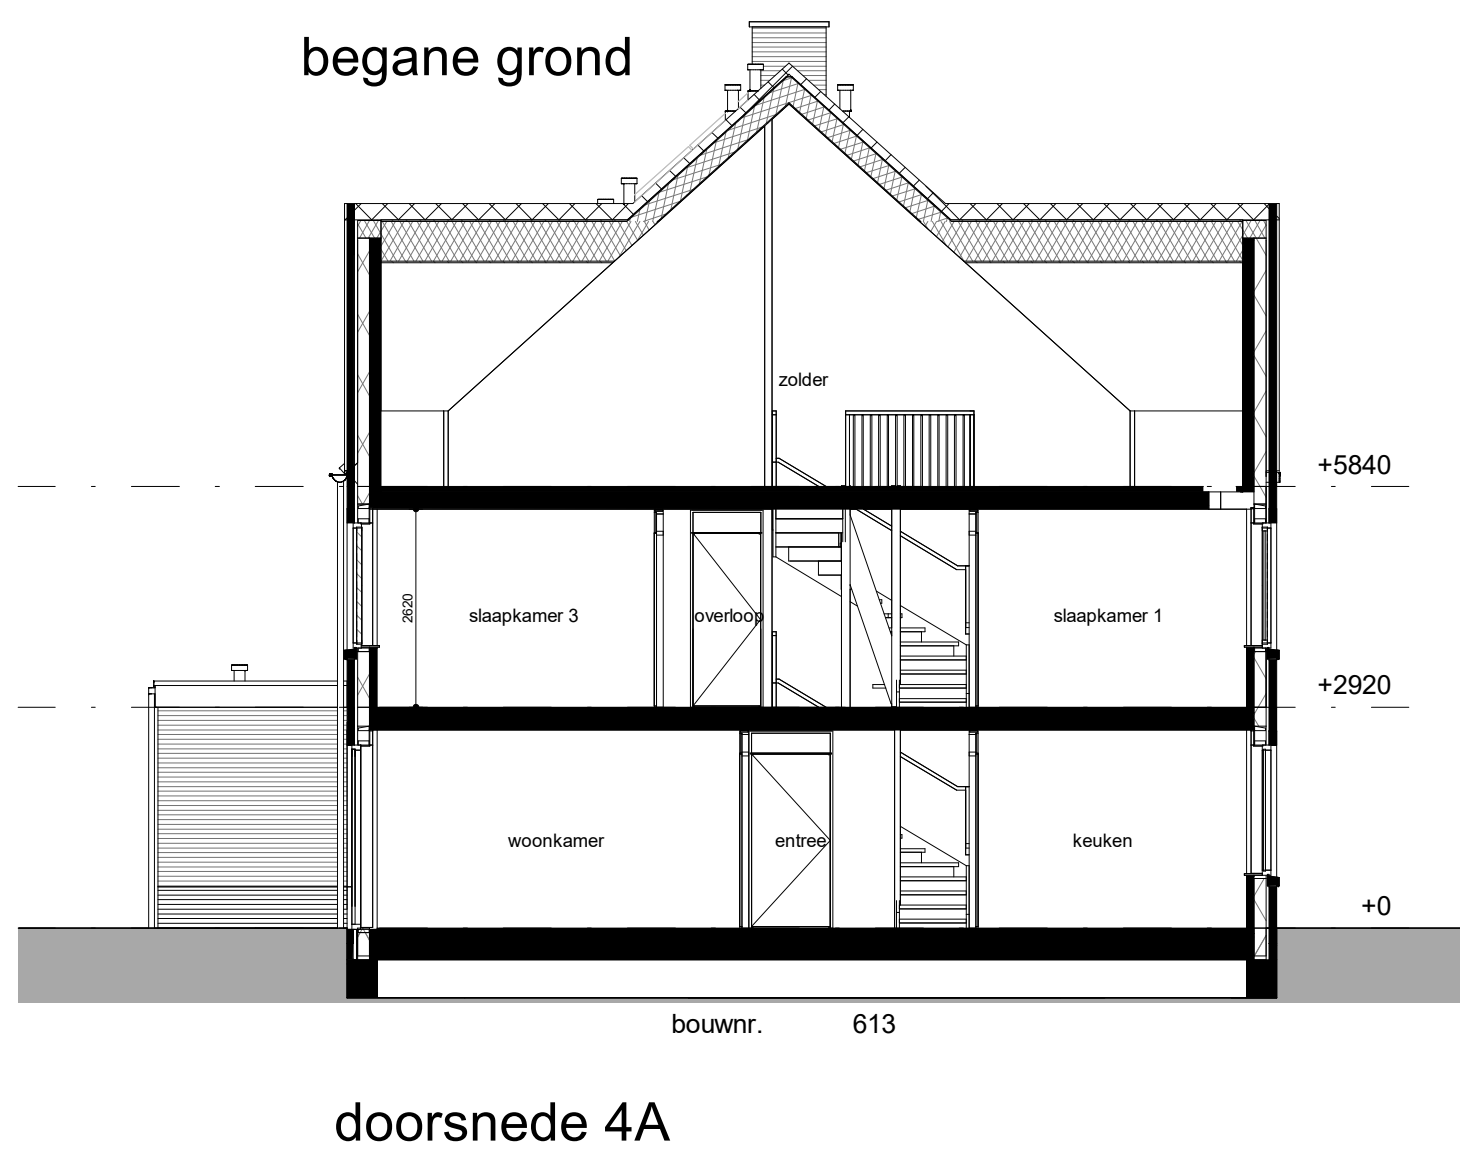 begane grond
zolder
+5840
2620
slaapkamer 3
overloop
slaapkamer 1
+2920
woonkamer
entree
keuken
+0
bouwnr. 613
doorsnede 4A